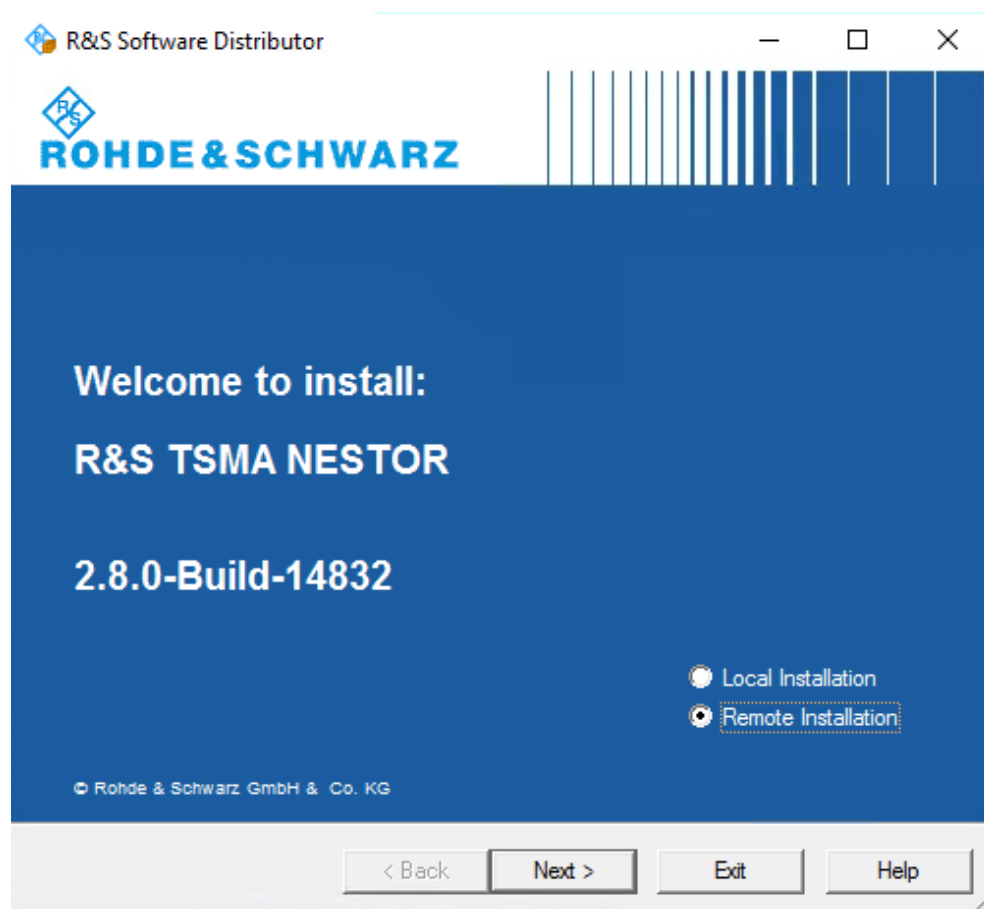 R&S Software Distributor
R&S
ROHDE&SCHWARZ
Welcome to install:
R&S TSMA NESTOR
2.8.0-Build-14832
Local Installation
Remote Installation
© Rohde & Schwarz GmbH & Co. KG
< Back
Next >
Exit
Help